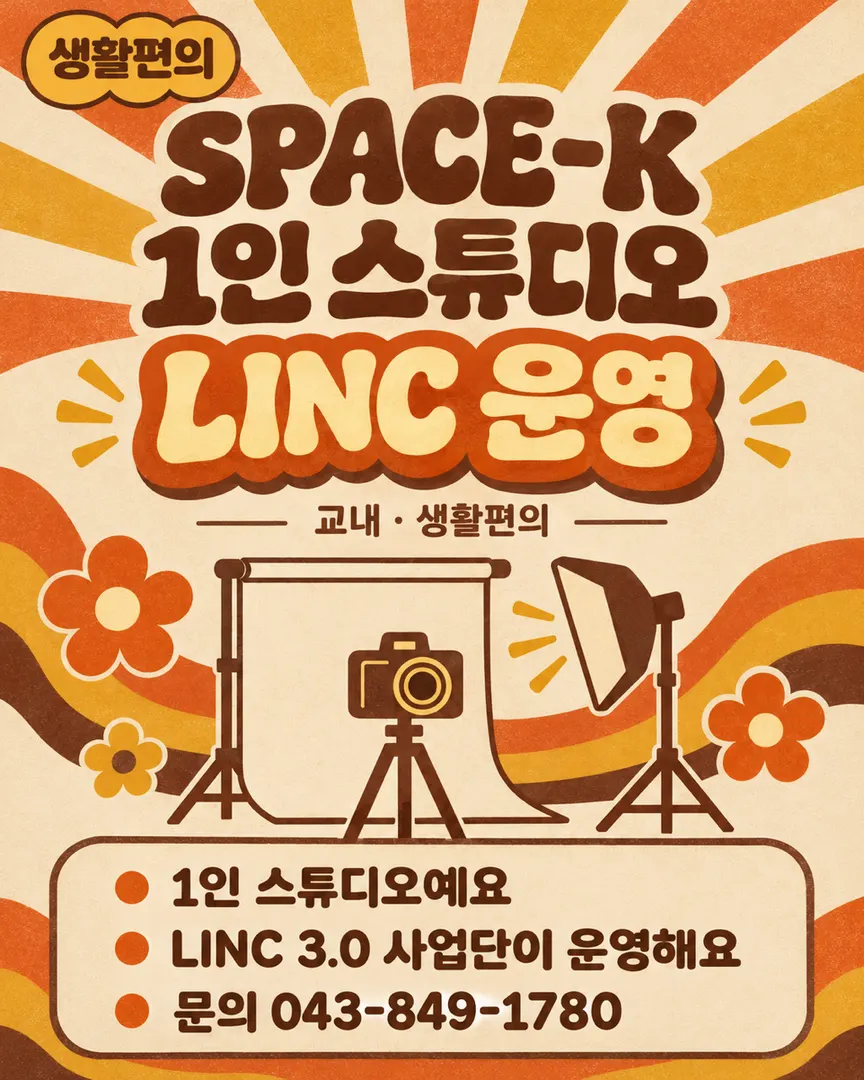 생활편의
SPACE-K
1인 스튜디오
LINC 운영
교내 · 생활편의
1인 스튜디오예요
LINC 3.0 사업단이 운영해요
문의 043-849-1780